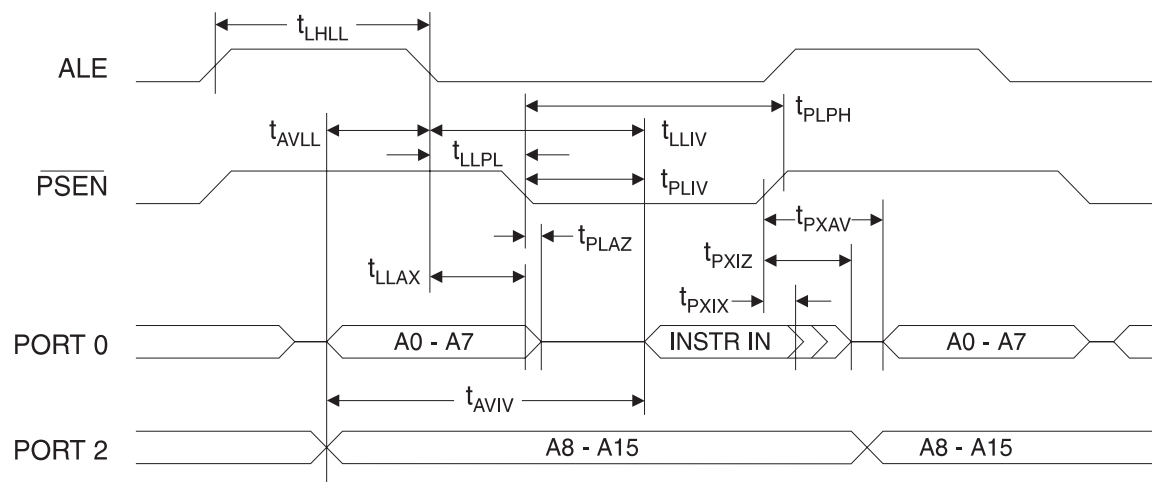 tLHLL
ALE
tPLPH
tAVLL
tLLIV
tLLPL
PSEN
tPLIV
tPXAV
tPLAZ
tPXIZ
tLLAX
tPXIX
PORT 0
A0 - A7
INSTR IN
A0 - A7
tAVIV
PORT 2
A8 - A15
A8 - A15